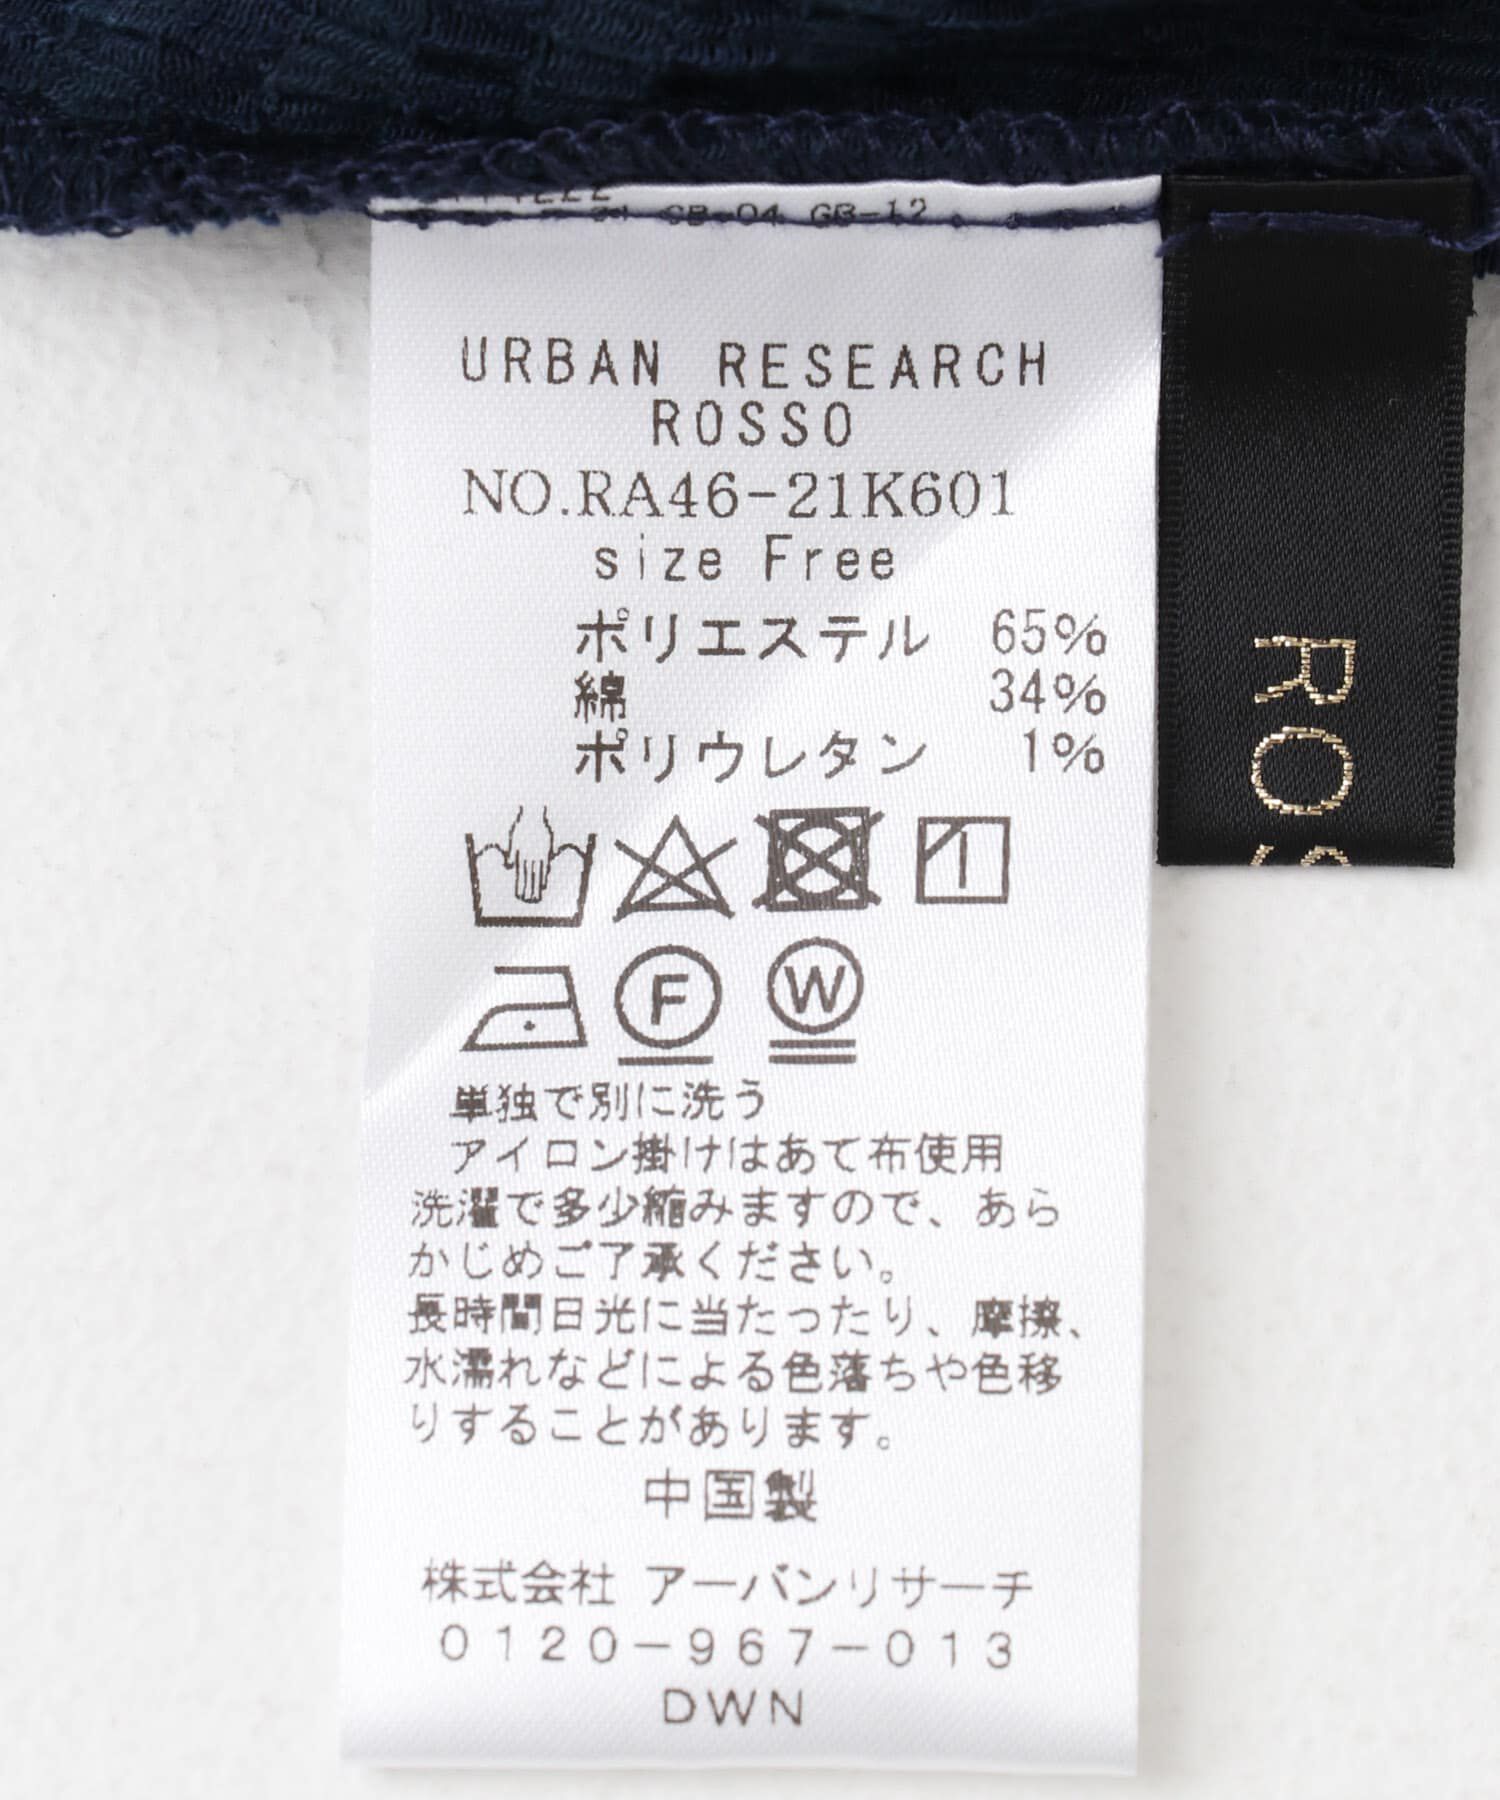 GB-04 GB-12
URBAN RESEARCH
ROSSO
NO.RA46-21K601
size Free
ポリエステル 65%
綿 34%
ポリウレタン 1%
F W
単独で別に洗う
アイロン掛けはあて布使用
洗濯で多少縮みますので、あら
かじめご了承ください。
長時間日光に当たったり、摩擦、
水濡れなどによる色落ちや色移
りすることがあります。
中国製
株式会社 アーバンリサーチ
0120-967-013
DWN
ROS